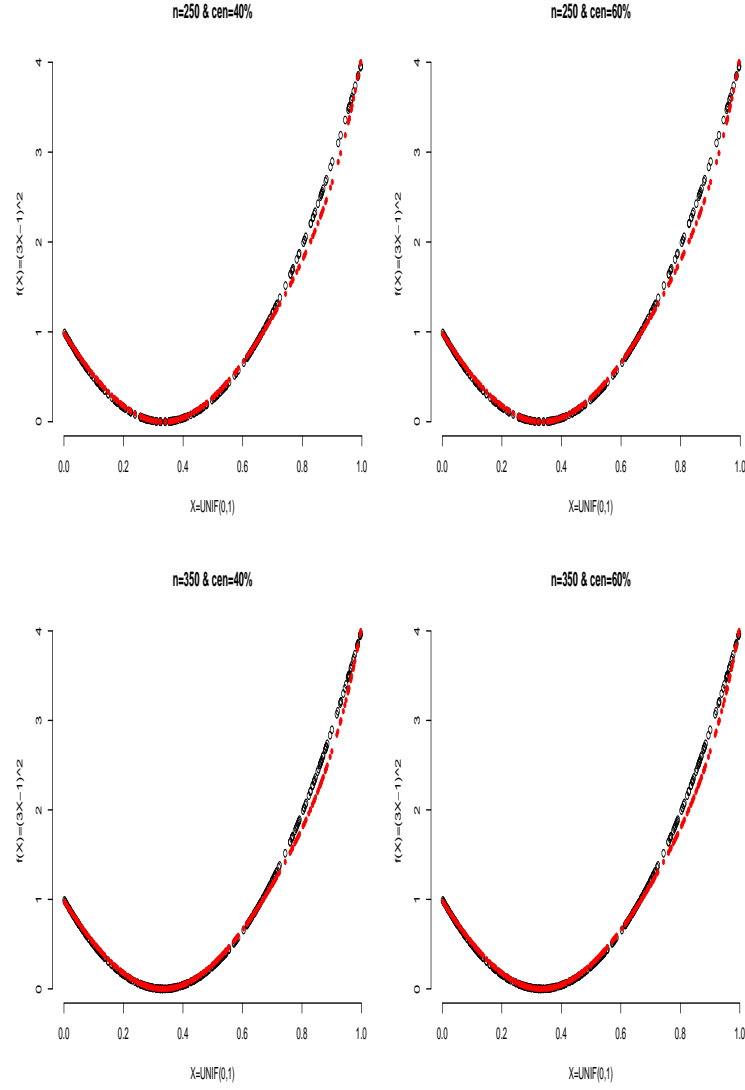 n=250 & cen=40%
n=250 & cen=60%
f(X)=(3X−1)^2
0 1 2 3 4
0.0 0.2 0.4 0.6 0.8 1.0
X=UNIF(0,1)
f(X)=(3X−1)^2
0 1 2 3 4
0.0 0.2 0.4 0.6 0.8 1.0
X=UNIF(0,1)
n=350 & cen=40%
n=350 & cen=60%
f(X)=(3X−1)^2
0 1 2 3 4
0.0 0.2 0.4 0.6 0.8 1.0
X=UNIF(0,1)
f(X)=(3X−1)^2
0 1 2 3 4
0.0 0.2 0.4 0.6 0.8 1.0
X=UNIF(0,1)